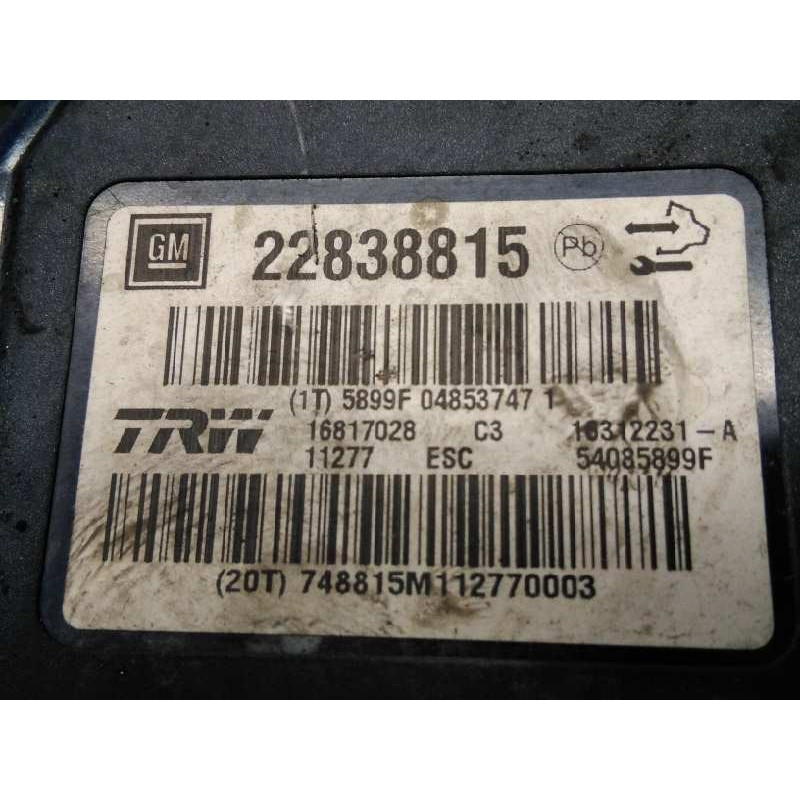 GM 22838815 Pb
(1T) 5899F 04853747 1
TRW 16817028 C3 16312231-A
11277 ESC 54085899F
(20T) 748815M112770003